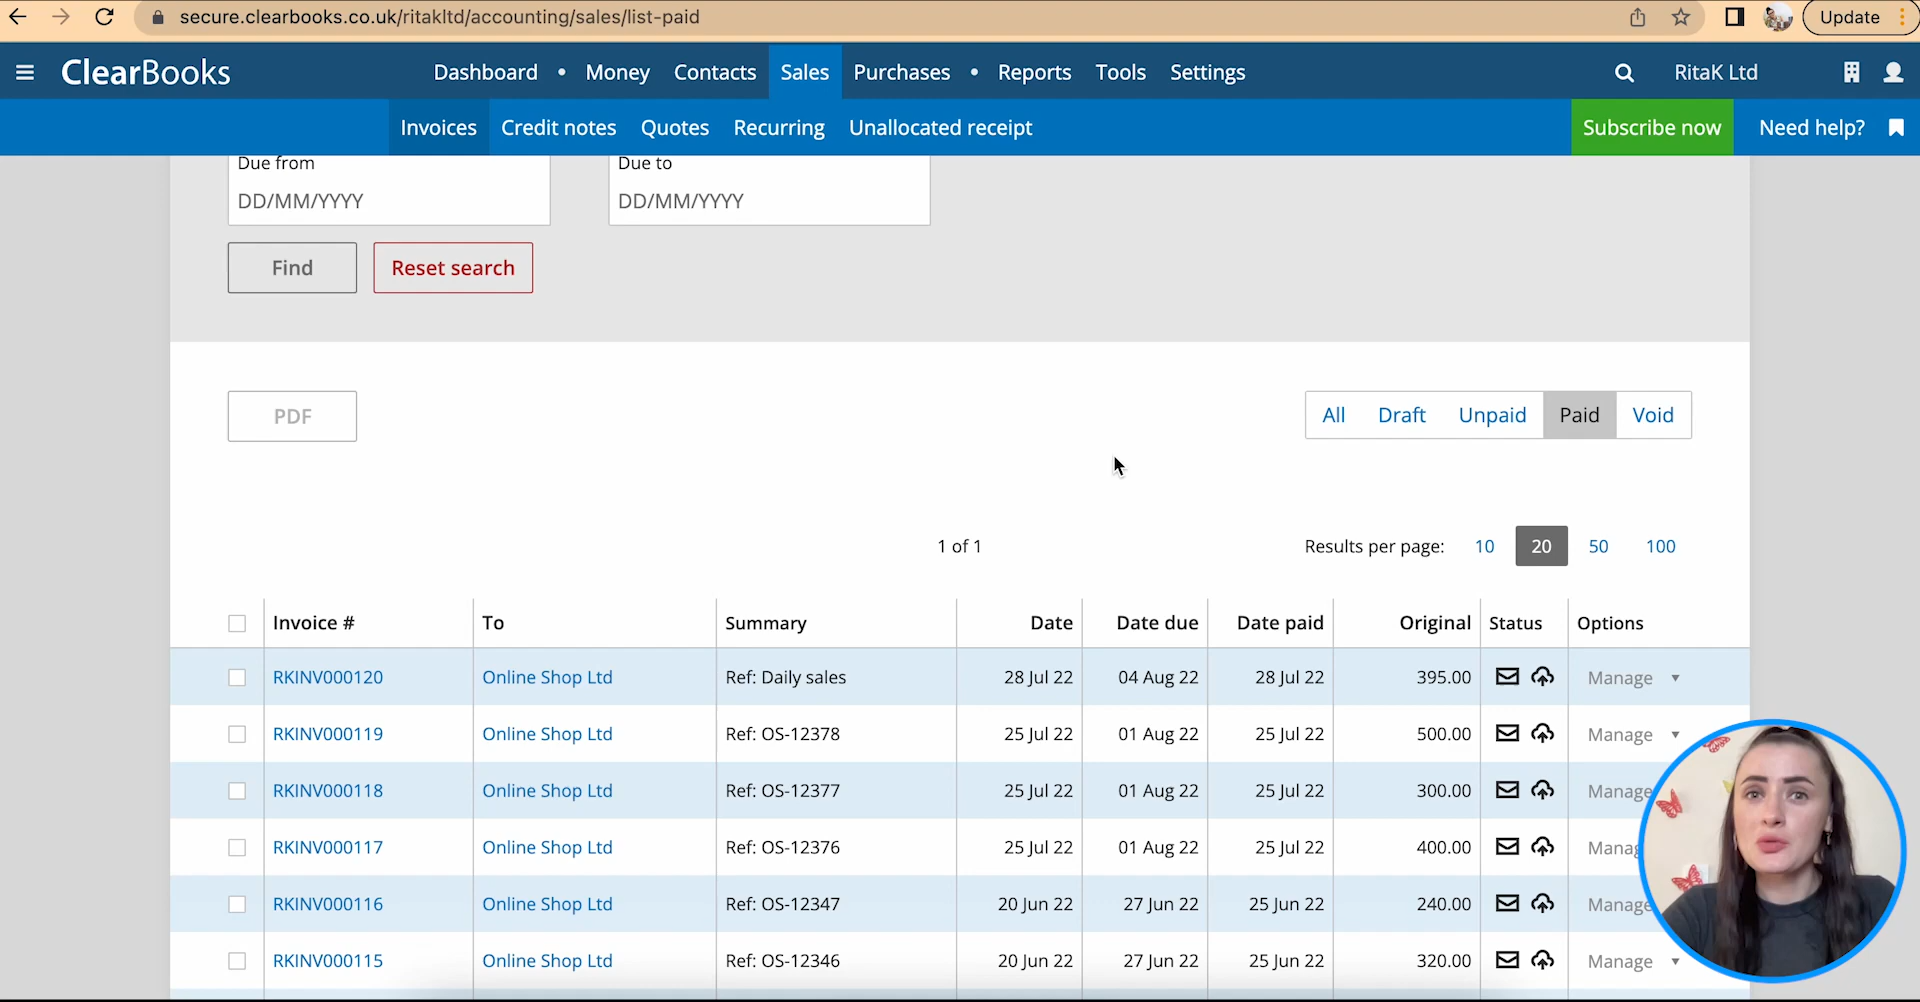 secure.clearbooks.co.uk/ritakltd/accounting/sales/list-paid
Update
ClearBooks
Dashboard • Money Contacts Sales Purchases • Reports Tools Settings
RitaK Ltd
Invoices Credit notes Quotes Recurring Unallocated receipt
Subscribe now Need help?
Due from Due to
DD/MM/YYYY DD/MM/YYYY
Find Reset search
PDF
All Draft Unpaid Paid Void
1 of 1
Results per page: 10 20 50 100
Invoice # To Summary Date Date due Date paid Original Status Options
RKINV000120 Online Shop Ltd Ref: Daily sales 28 Jul 22 04 Aug 22 28 Jul 22 395.00 Manage
RKINV000119 Online Shop Ltd Ref: OS-12378 25 Jul 22 01 Aug 22 25 Jul 22 500.00 Manage
RKINV000118 Online Shop Ltd Ref: OS-12377 25 Jul 22 01 Aug 22 25 Jul 22 300.00 Manage
RKINV000117 Online Shop Ltd Ref: OS-12376 25 Jul 22 01 Aug 22 25 Jul 22 400.00 Manag
RKINV000116 Online Shop Ltd Ref: OS-12347 20 Jun 22 27 Jun 22 25 Jun 22 240.00 Manage
RKINV000115 Online Shop Ltd Ref: OS-12346 20 Jun 22 27 Jun 22 25 Jun 22 320.00 Manage